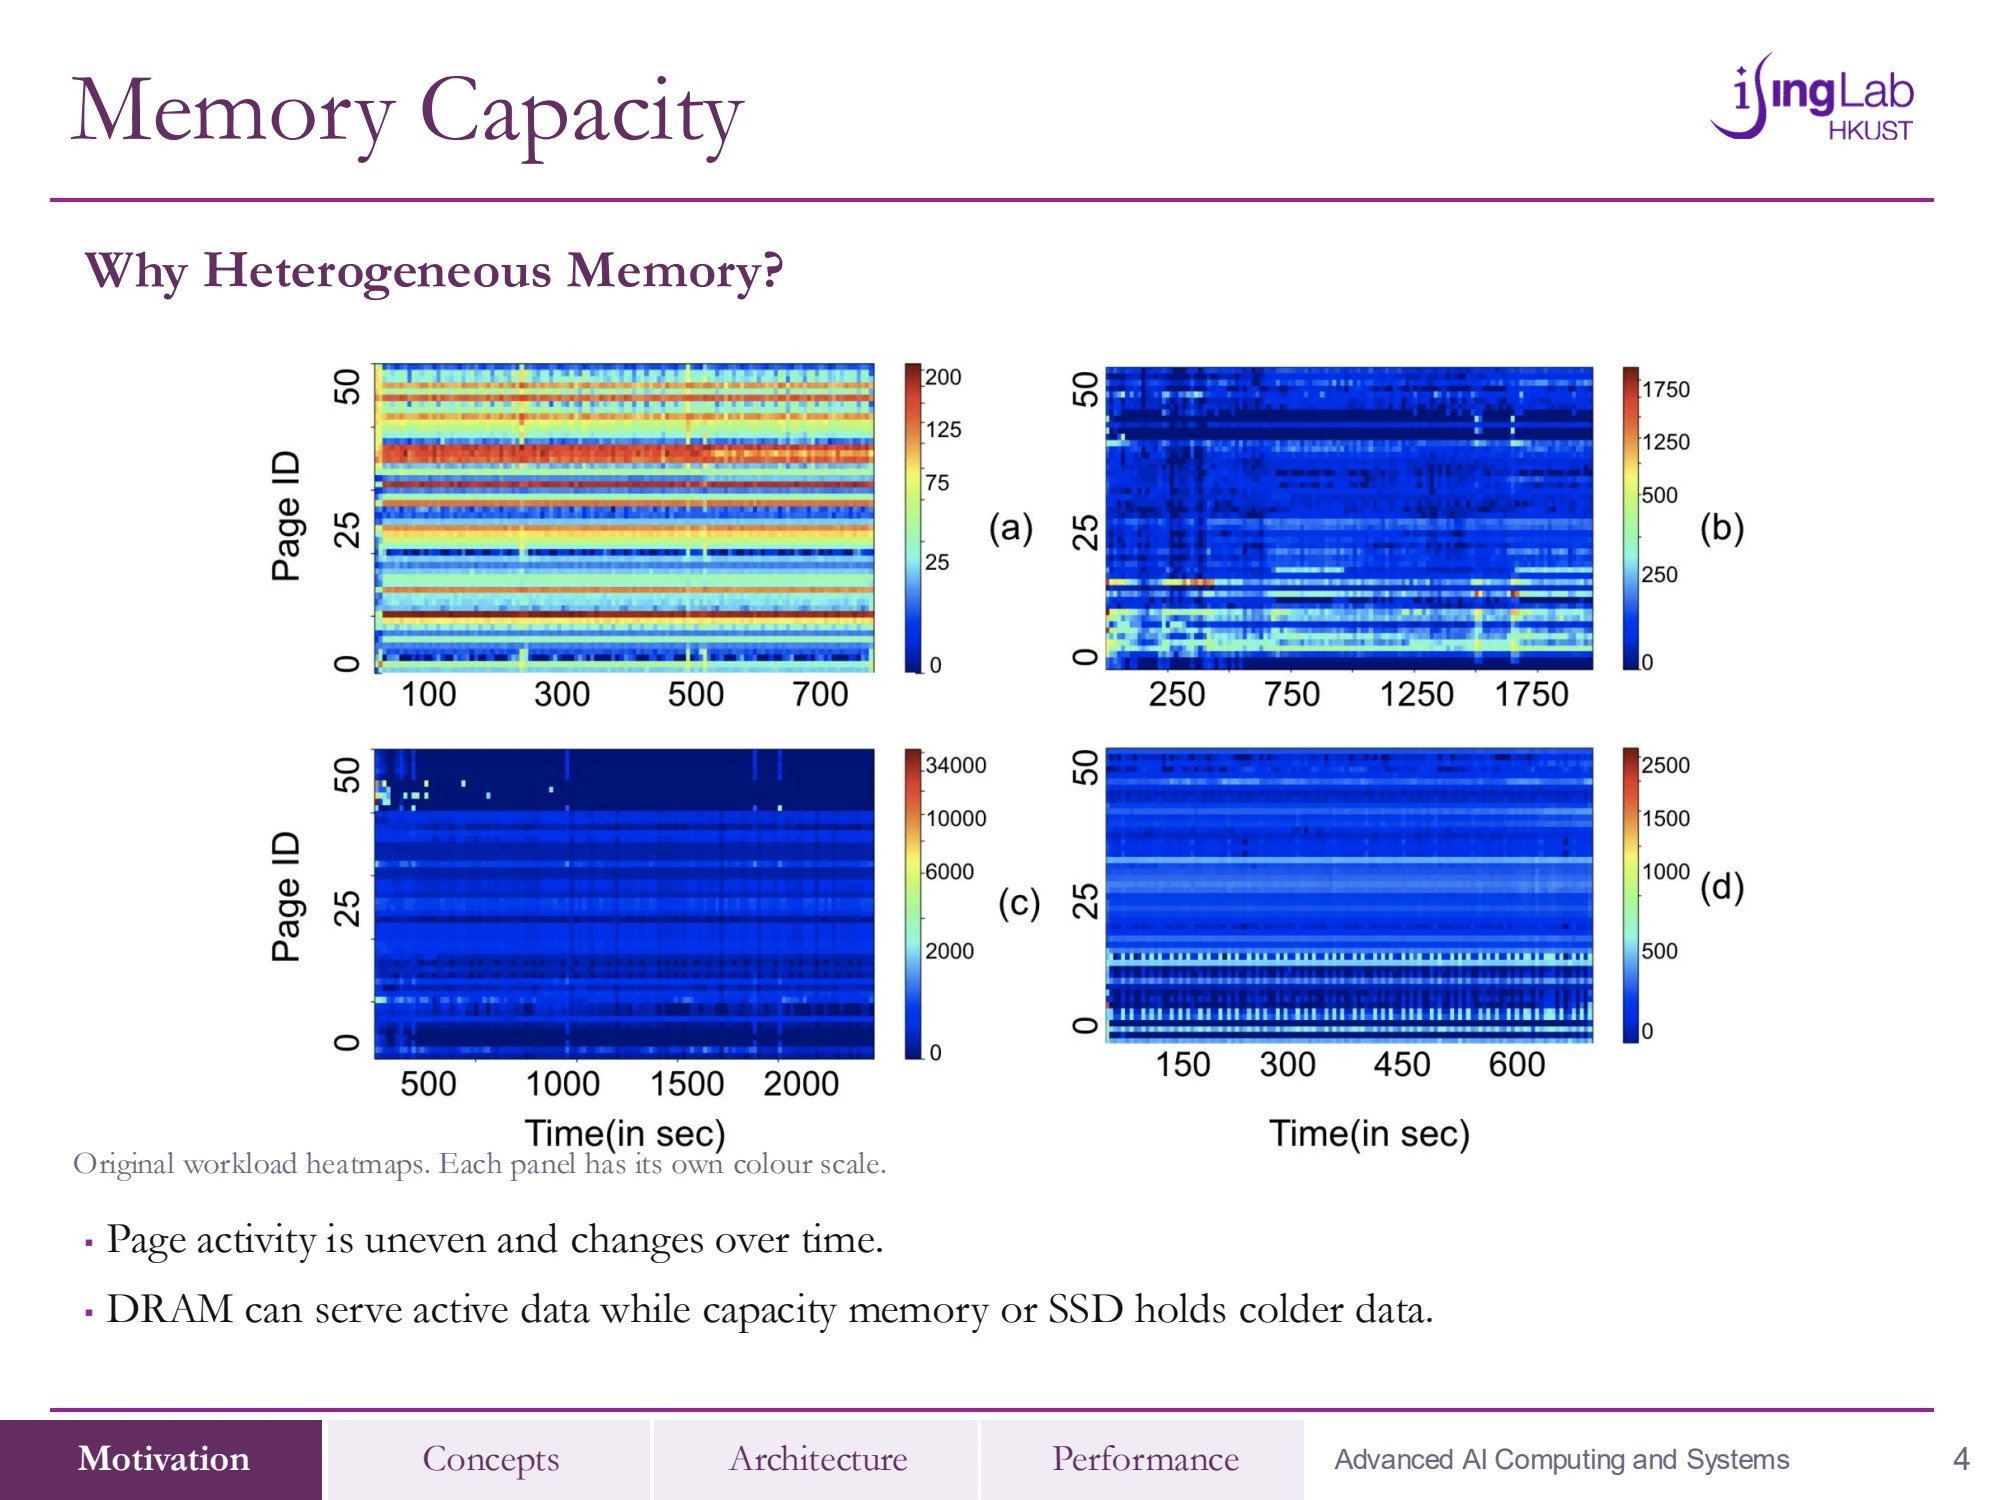 Memory Capacity
isingLab
HKUST
Why Heterogeneous Memory?
Page ID
50
25
0
100 300 500 700
200
125
75
25
0
(a)
50
25
0
250 750 1250 1750
1750
1250
500
250
0
(b)
Page ID
50
25
0
500 1000 1500 2000
Time(in sec)
34000
10000
6000
2000
0
(c)
50
25
0
150 300 450 600
Time(in sec)
2500
1500
1000
500
0
(d)
Original workload heatmaps. Each panel has its own colour scale.
▪ Page activity is uneven and changes over time.
▪ DRAM can serve active data while capacity memory or SSD holds colder data.
Motivation Concepts Architecture Performance Advanced AI Computing and Systems 4